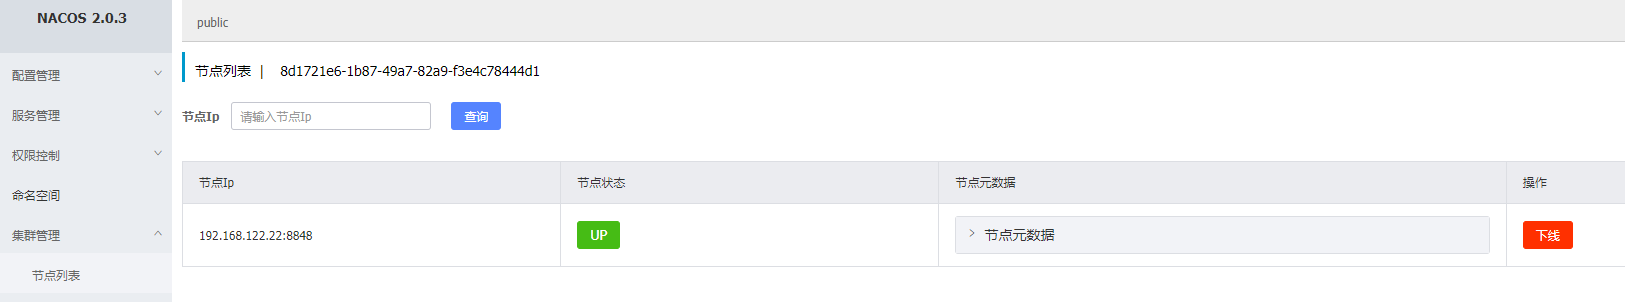 NACOS 2.0.3
配置管理
服务管理
权限控制
命名空间
集群管理
节点列表
public
节点列表 | 8d1721e6-1b87-49a7-82a9-f3e4c78444d1
节点Ip 请输入节点Ip 查询
节点Ip 节点状态 节点元数据 操作
192.168.122.22:8848 UP 节点元数据 下线